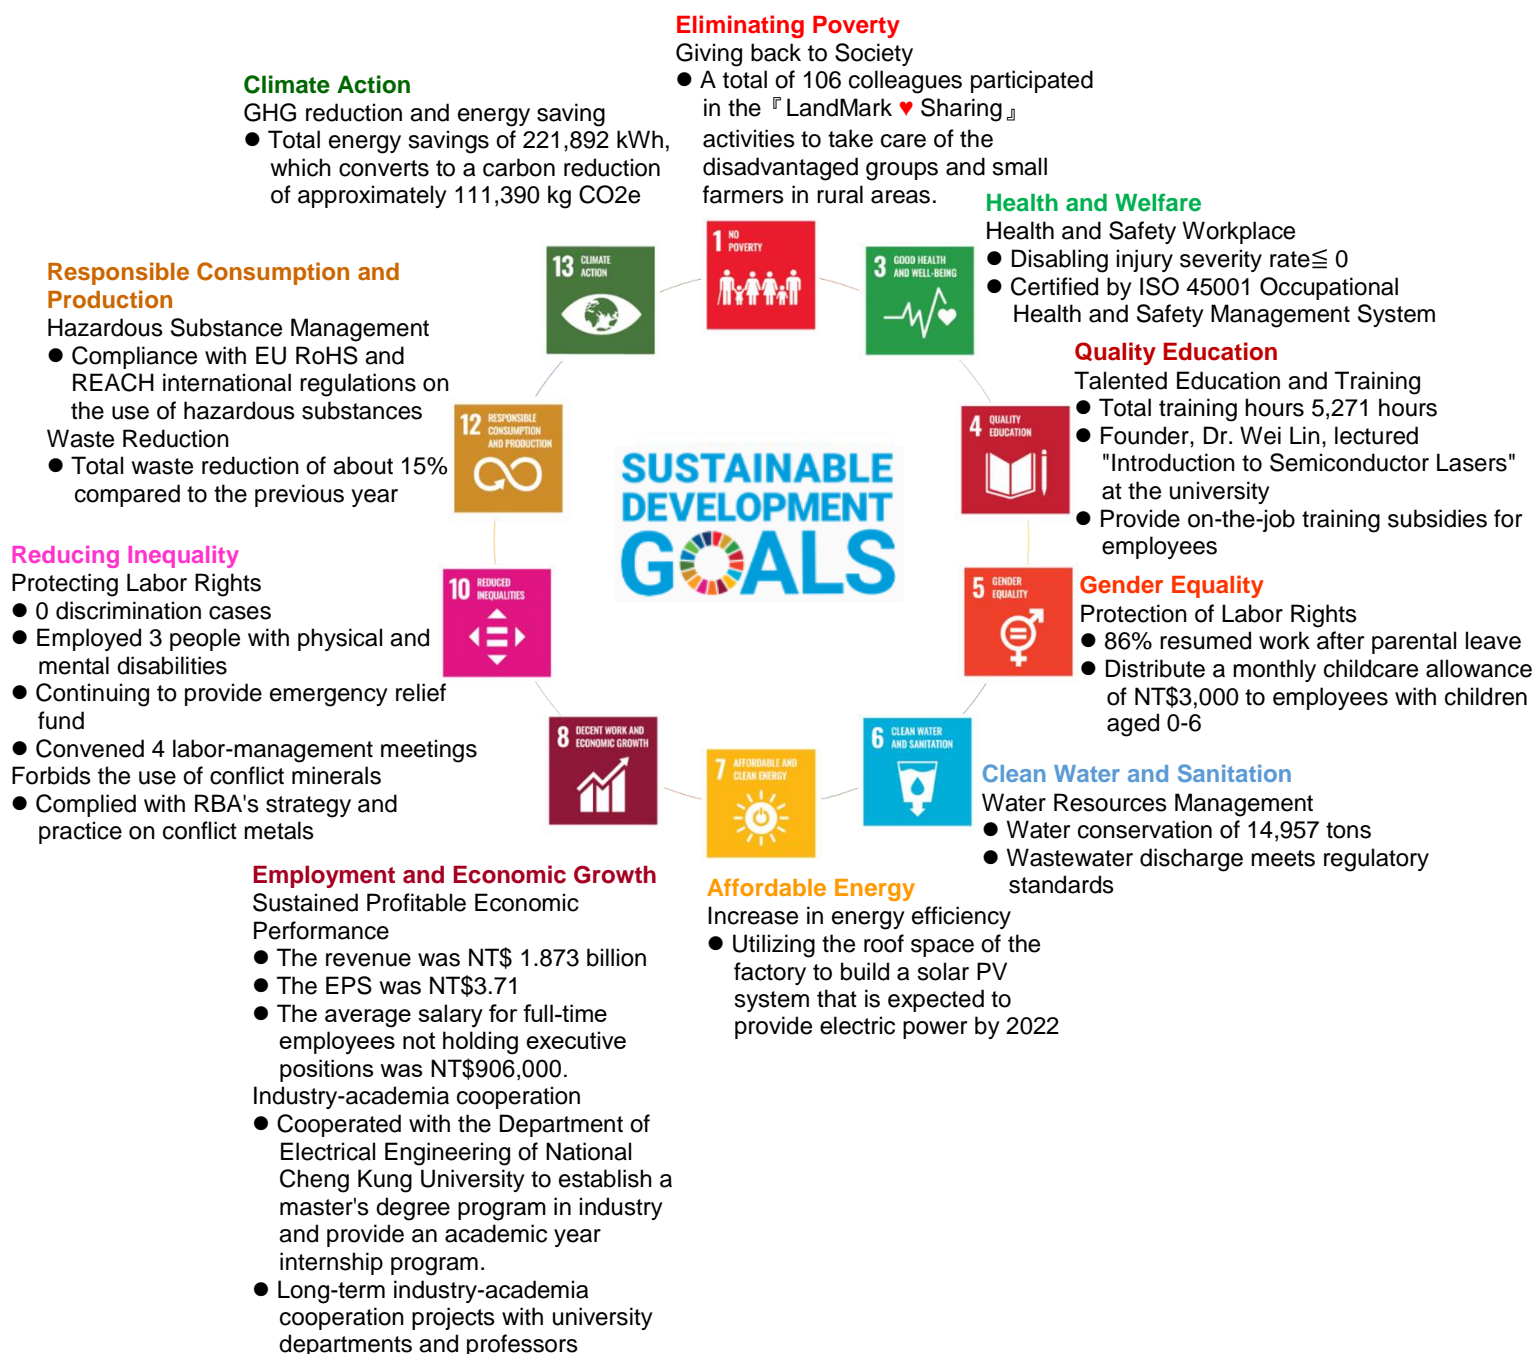 Eliminating Poverty
Giving back to Society
● A total of 106 colleagues participated
in the『LandMark ♥ Sharing』
activities to take care of the
disadvantaged groups and small
farmers in rural areas.
Climate Action
GHG reduction and energy saving
● Total energy savings of 221,892 kWh,
which converts to a carbon reduction
of approximately 111,390 kg CO2e
Health and Welfare
Health and Safety Workplace
● Disabling injury severity rate≦ 0
● Certified by ISO 45001 Occupational
Health and Safety Management System
Responsible Consumption and
Production
Hazardous Substance Management
● Compliance with EU RoHS and
REACH international regulations on
the use of hazardous substances
Waste Reduction
● Total waste reduction of about 15%
compared to the previous year
Quality Education
Talented Education and Training
● Total training hours 5,271 hours
● Founder, Dr. Wei Lin, lectured
"Introduction to Semiconductor Lasers"
at the university
● Provide on-the-job training subsidies for
employees
Reducing Inequality
Protecting Labor Rights
● 0 discrimination cases
● Employed 3 people with physical and
mental disabilities
● Continuing to provide emergency relief
fund
● Convened 4 labor-management meetings
Forbids the use of conflict minerals
● Complied with RBA's strategy and
practice on conflict metals
Gender Equality
Protection of Labor Rights
● 86% resumed work after parental leave
● Distribute a monthly childcare allowance
of NT$3,000 to employees with children
aged 0-6
Clean Water and Sanitation
Water Resources Management
● Water conservation of 14,957 tons
● Wastewater discharge meets regulatory
standards
Employment and Economic Growth
Sustained Profitable Economic
Performance
● The revenue was NT$ 1.873 billion
● The EPS was NT$3.71
● The average salary for full-time
employees not holding executive
positions was NT$906,000.
Industry-academia cooperation
● Cooperated with the Department of
Electrical Engineering of National
Cheng Kung University to establish a
master's degree program in industry
and provide an academic year
internship program.
● Long-term industry-academia
cooperation projects with university
departments and professors
Affordable Energy
Increase in energy efficiency
● Utilizing the roof space of the
factory to build a solar PV
system that is expected to
provide electric power by 2022
1 NO
POVERTY
3 GOOD HEALTH
AND WELL-BEING
4 QUALITY
EDUCATION
5 GENDER
EQUALITY
6 CLEAN WATER
AND SANITATION
7 AFFORDABLE AND
CLEAN ENERGY
8 DECENT WORK AND
ECONOMIC GROWTH
10 REDUCED
INEQUALITIES
12 RESPONSIBLE
CONSUMPTION
AND PRODUCTION
13 CLIMATE
ACTION
SUSTAINABLE
DEVELOPMENT
GOALS